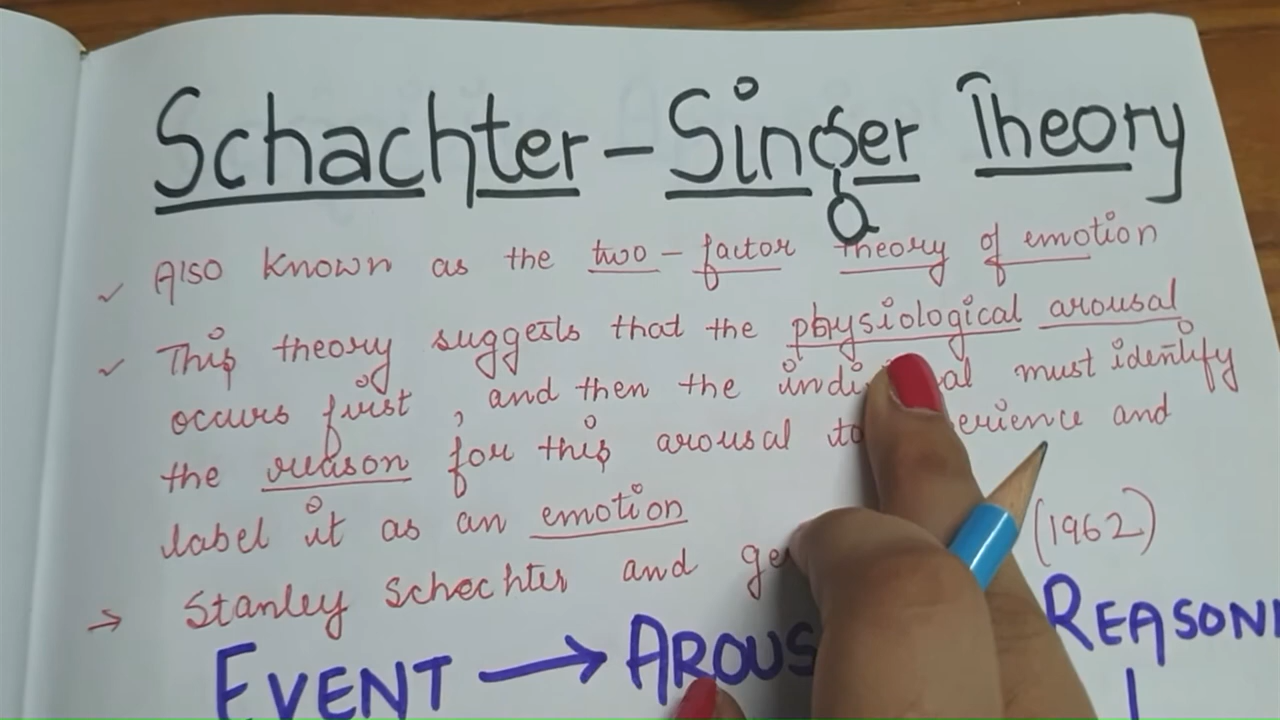 Schachter-Singer Theory
Also known as the two-factor theory of emotion
This theory suggests that the physiological arousal
occurs first, and then the must identify
the reason for this arousal and
label it as an emotion
→ Stanley Schechter and (1962)
EVENT → REASONI